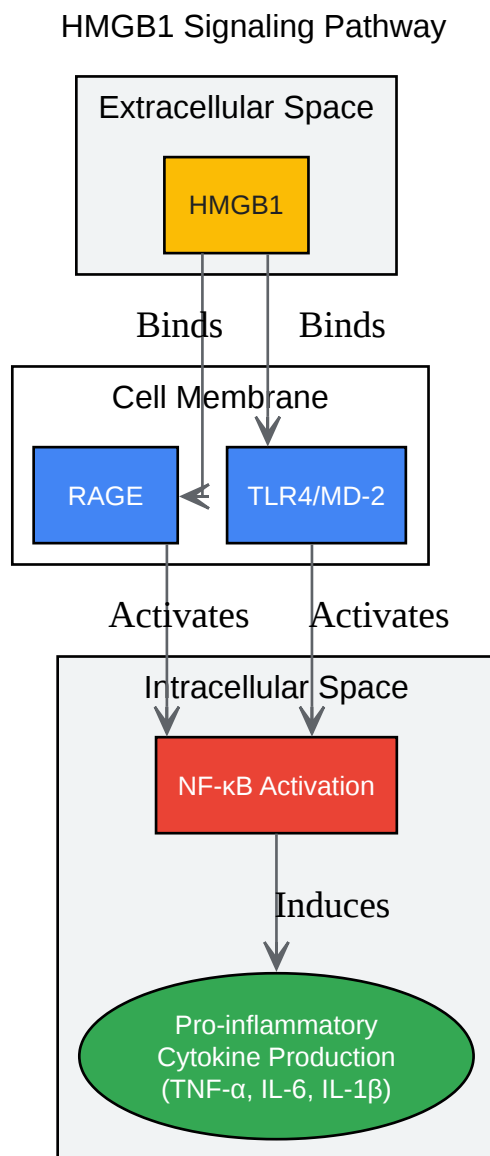 HMGB1 Signaling Pathway
Extracellular Space
HMGB1
Binds
Binds
Cell Membrane
RAGE
TLR4/MD-2
Activates
Activates
Intracellular Space
NF-κB Activation
Induces
Pro-inflammatory
Cytokine Production
(TNF-α, IL-6, IL-1β)